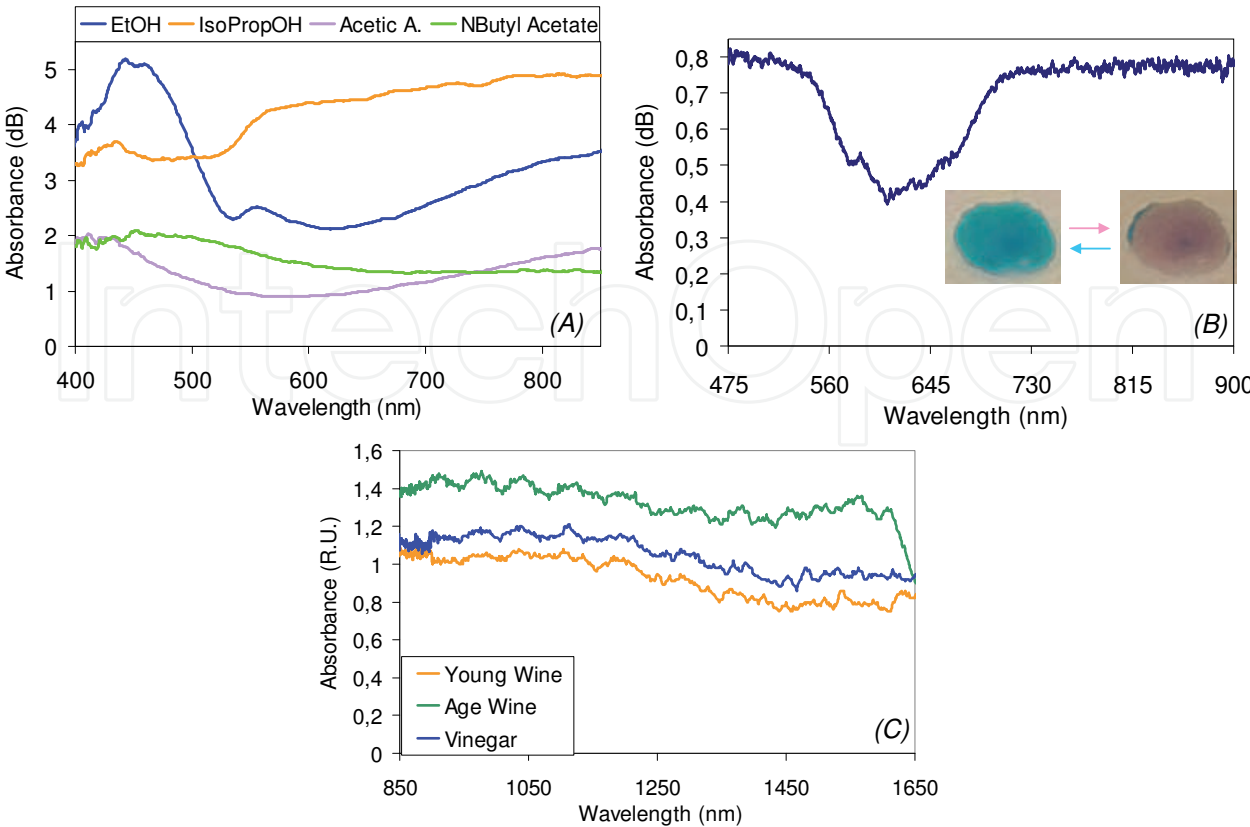 EtOH IsoPropOH Acetic A. NButyl Acetate
Absorbance (dB)
5
4
3
2
1
0
400 500 600 700 800
Wavelength (nm)
(A)
Absorbance (dB)
0,8
0,7
0,6
0,5
0,4
0,3
0,2
0,1
0
475 560 645 730 815 900
Wavelength (nm)
(B)
Absorbance (R.U.)
1,6
1,4
1,2
1
0,8
0,6
0,4
0,2
0
850 1050 1250 1450 1650
Wavelength (nm)
Young Wine
Age Wine
Vinegar
(C)
IntechOpen